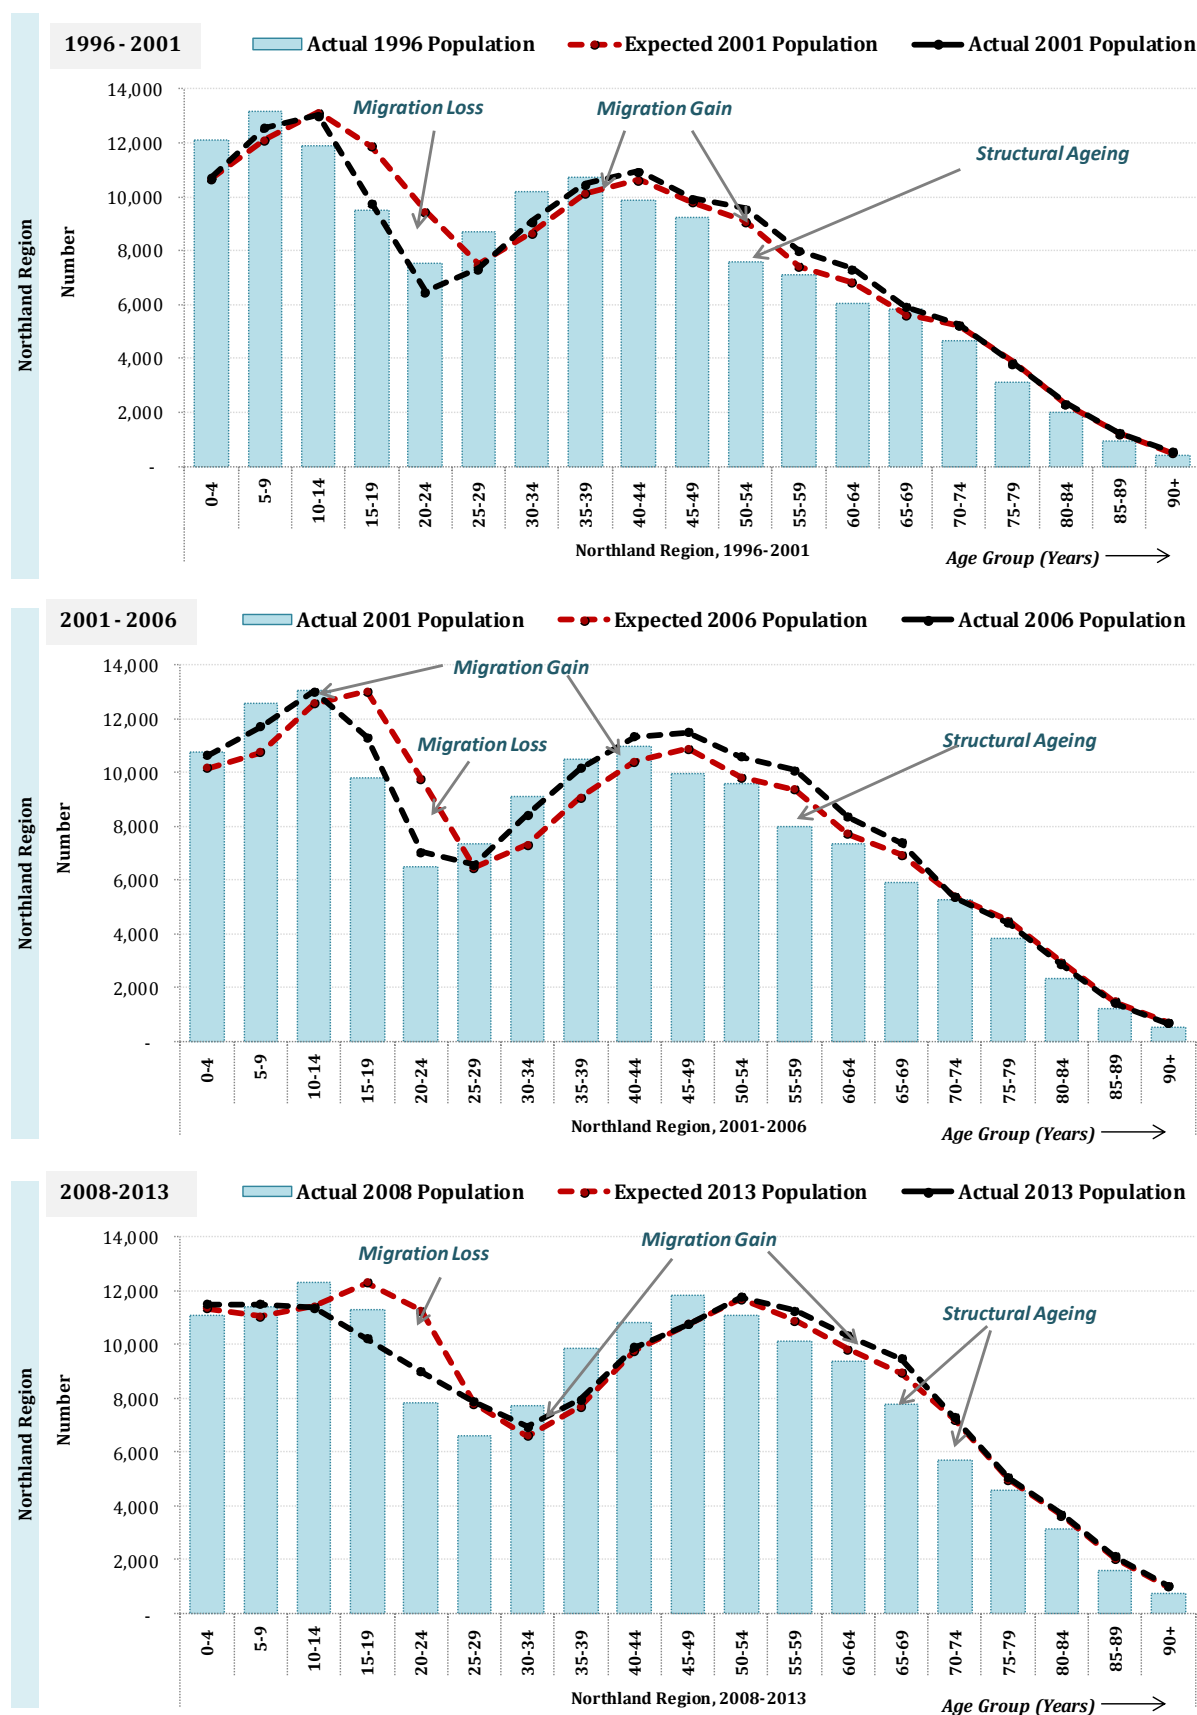 1996 - 2001
Actual 1996 Population
Expected 2001 Population
Actual 2001 Population
Northland Region
Number
14,000
12,000
10,000
8,000
6,000
4,000
2,000
-
Migration Loss
Migration Gain
Structural Ageing
0-4
5-9
10-14
15-19
20-24
25-29
30-34
35-39
40-44
45-49
50-54
55-59
60-64
65-69
70-74
75-79
80-84
85-89
90+
Northland Region, 1996-2001
Age Group (Years)
2001 - 2006
Actual 2001 Population
Expected 2006 Population
Actual 2006 Population
Northland Region
Number
14,000
12,000
10,000
8,000
6,000
4,000
2,000
-
Migration Gain
Migration Loss
Structural Ageing
0-4
5-9
10-14
15-19
20-24
25-29
30-34
35-39
40-44
45-49
50-54
55-59
60-64
65-69
70-74
75-79
80-84
85-89
90+
Northland Region, 2001-2006
Age Group (Years)
2008-2013
Actual 2008 Population
Expected 2013 Population
Actual 2013 Population
Northland Region
Number
14,000
12,000
10,000
8,000
6,000
4,000
2,000
-
Migration Loss
Migration Gain
Structural Ageing
0-4
5-9
10-14
15-19
20-24
25-29
30-34
35-39
40-44
45-49
50-54
55-59
60-64
65-69
70-74
75-79
80-84
85-89
90+
Northland Region, 2008-2013
Age Group (Years)